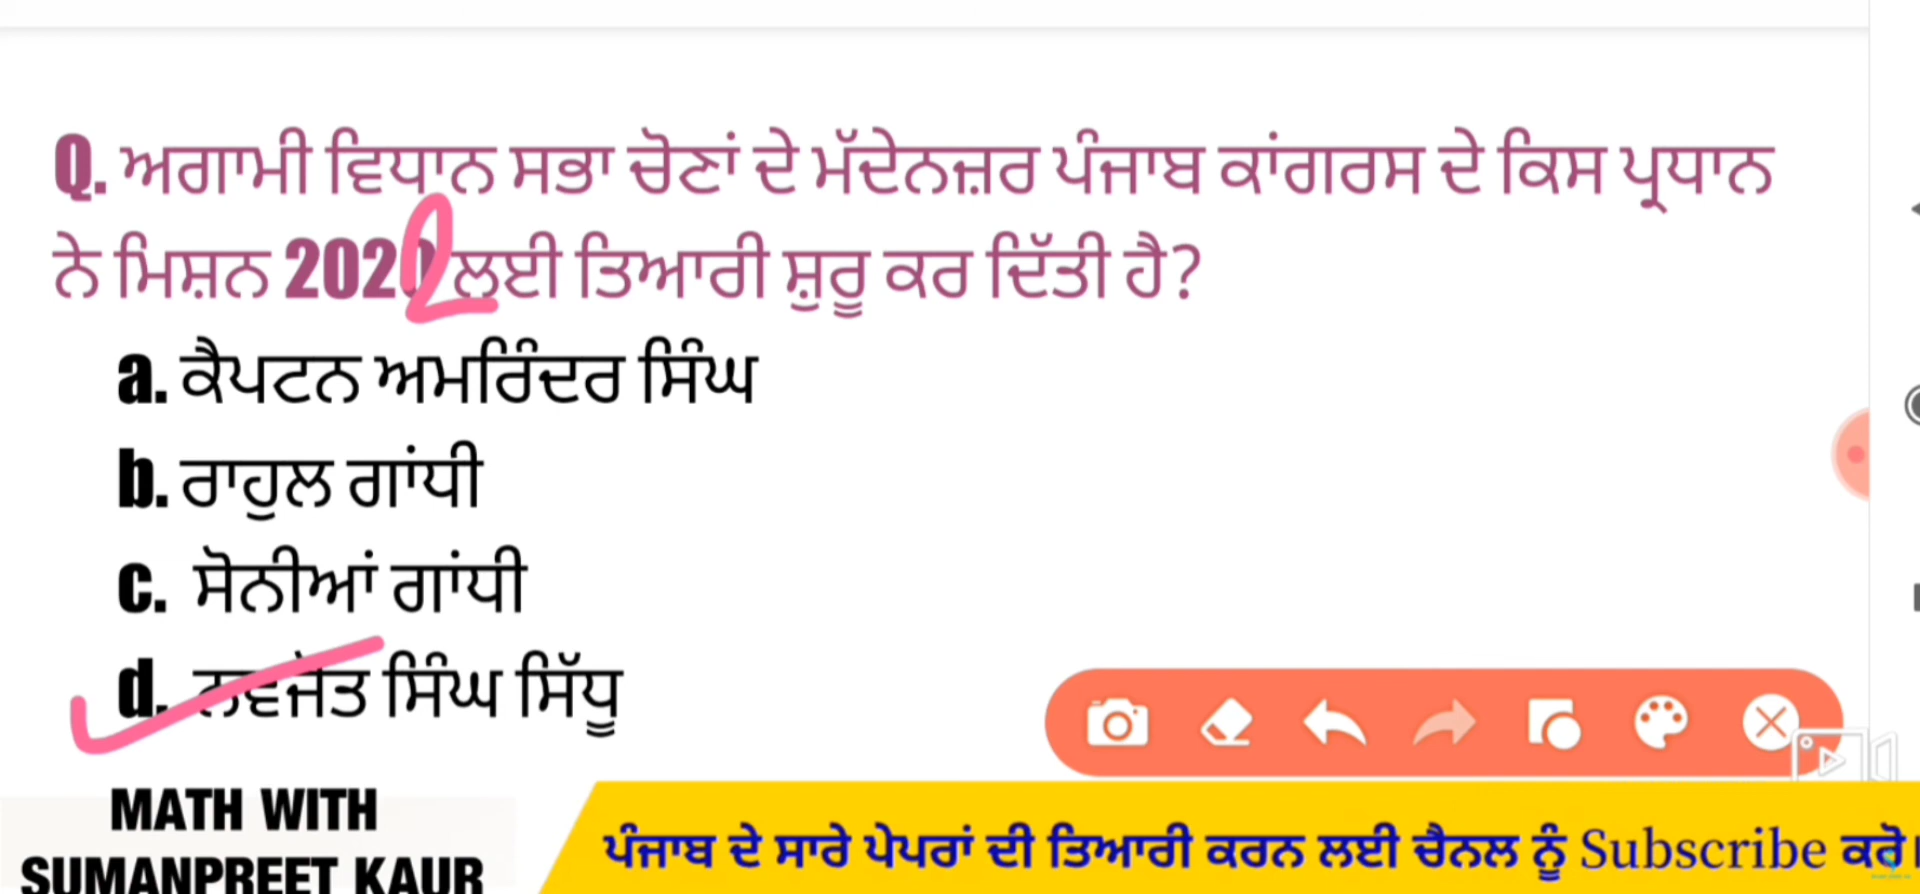 Q. ਅਗਾਮੀ ਵਿਧਾਨ ਸਭਾ ਚੋਣਾਂ ਦੇ ਮੱਦੇਨਜ਼ਰ ਪੰਜਾਬ ਕਾਂਗਰਸ ਦੇ ਕਿਸ ਪ੍ਰਧਾਨ
ਨੇ ਮਿਸ਼ਨ 2022 ਲਈ ਤਿਆਰੀ ਸ਼ੁਰੂ ਕਰ ਦਿੱਤੀ ਹੈ?
a. ਕੈਪਟਨ ਅਮਰਿੰਦਰ ਸਿੰਘ
b. ਰਾਹੁਲ ਗਾਂਧੀ
c. ਸੋਨੀਆਂ ਗਾਂਧੀ
d. ਨਵਜੋਤ ਸਿੰਘ ਸਿੱਧੂ
MATH WITH
SUMANPREET KAUR
ਪੰਜਾਬ ਦੇ ਸਾਰੇ ਪੇਪਰਾਂ ਦੀ ਤਿਆਰੀ ਕਰਨ ਲਈ ਚੈਨਲ ਨੂੰ Subscribe ਕਰੋ।